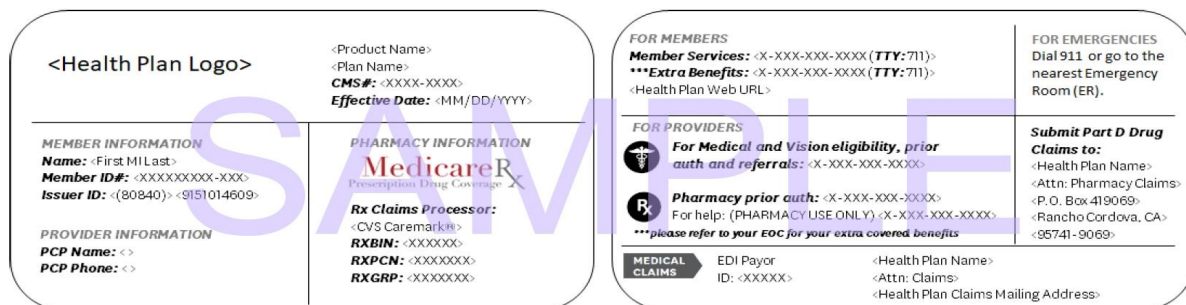 <Health Plan Logo>
<Product Name>
<Plan Name>
CMS#: <XXXX-XXXX>
Effective Date: <MM/DD/YYYY>
MEMBER INFORMATION
Name: <First MI Last>
Member ID#: <XXXXXXXXX-XXX>
Issuer ID: <(80840)> <9151014609>
PROVIDER INFORMATION
PCP Name: <>
PCP Phone: <>
PHARMACY INFORMATION
MedicareRx
Prescription Drug Coverage
Rx Claims Processor:
<CVS Caremark®>
RXBIN: <XXXXXX>
RXPCN: <XXXXXXX>
RXGRP: <XXXXXXX>
SAMPLE
FOR MEMBERS
Member Services: <X-XXX-XXX-XXXX (TTY:711)>
***Extra Benefits: <X-XXX-XXX-XXXX (TTY:711)>
<Health Plan Web URL>
FOR EMERGENCIES
Dial 911 or go to the
nearest Emergency
Room (ER).
FOR PROVIDERS
For Medical and Vision eligibility, prior
auth and referrals: <X-XXX-XXX-XXXX>
Rx
Pharmacy prior auth: <X-XXX-XXX-XXXX>
For help: (PHARMACY USE ONLY) <X-XXX-XXX-XXXX>
***please refer to your EOC for your extra covered benefits
Submit Part D Drug
Claims to:
<Health Plan Name>
<Attn: Pharmacy Claims>
<P.O. Box 419069>
<Rancho Cordova, CA>
<95741-9069>
MEDICAL
CLAIMS
EDI Payor
ID: <XXXXX>
<Health Plan Name>
<Attn: Claims>
<Health Plan Claims Mailing Address>